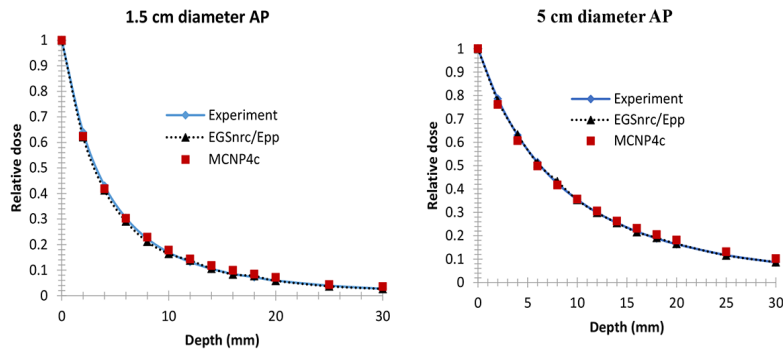 1.5 cm diameter AP
1
0.9
0.8
0.7
0.6
0.5
0.4
0.3
0.2
0.1
0
Relative dose
Experiment
EGSnrc/Epp
MCNP4c
0 10 20 30
Depth (mm)
5 cm diameter AP
1
0.9
0.8
0.7
0.6
0.5
0.4
0.3
0.2
0.1
0
Relative dose
Experiment
EGSnrc/Epp
MCNP4c
0 5 10 15 20 25 30
Depth (mm)